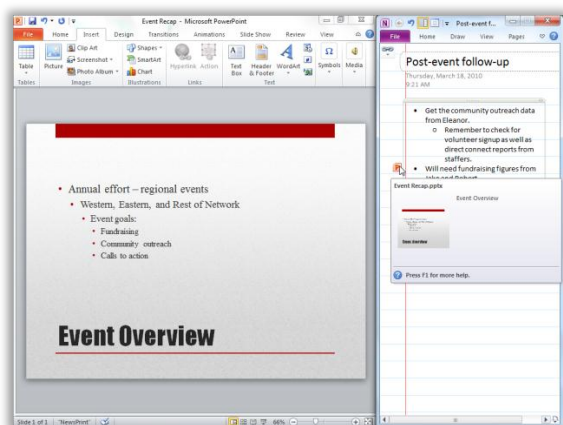 Event Recap - Microsoft PowerPoint
File Home Insert Design Transitions Animations Slide Show Review View
Table
Picture
Clip Art
Screenshot
Photo Album
Shapes
SmartArt
Chart
Hyperlink Action
Text Box
Header & Footer
WordArt
Symbols
Media
Tables Images Illustrations Links Text
Annual effort – regional events
Western, Eastern, and Rest of Network
Event goals:
Fundraising
Community outreach
Calls to action
Event Overview
Slide 1 of 1 "NewsPrint" 66%
Post-event f...
File Home Draw View Pages
Post-event follow-up
Thursday, March 18, 2010
9:21 AM
Get the community outreach data
from Eleanor.
Remember to check for
volunteer signup as well as
direct connect reports from
staffers.
Will need fundraising figures from
Event Recap.pptx
Event Overview
Press F1 for more help.